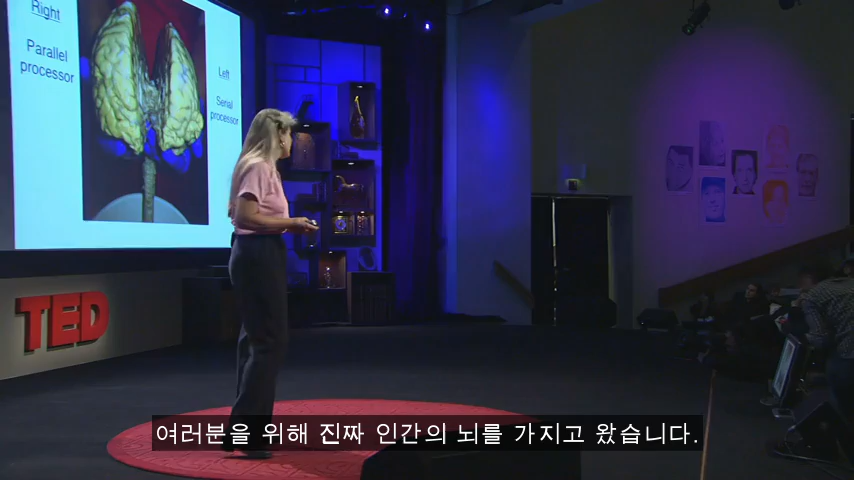 Right
Parallel
processor
Left
Serial
processor
TED
여러분을 위해 진짜 인간의 뇌를 가지고 왔습니다.